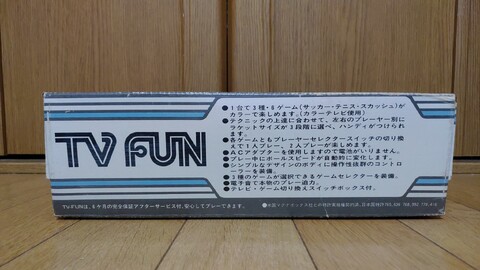 TV FUN
●1台で3種・6ゲーム(サッカー・テニス・スカッシュ)が
カラーで楽しめます。(カラーテレビ使用)
●テクニックの上達に合わせて、左右のプレーヤー別に
ラケットサイズが3段階に選べ、ハンディがつけられ
ます。
●各ゲームともプレーヤーセレクタースイッチの切り換
えで1人プレー、2人プレーが楽しめます。
●ACアダプターを使用しますので電池がいりません。
●プレー中にボールスピードが自動的に変化します。
●シンプルなデザインのボディに操作性抜群のコントロ
ーラーを装備。
●3種のゲームが選択できるゲームセレクターを装備。
●電子音で本物のプレー迫力。
●テレビ・ゲーム切り換えスイッチボックス付。
TV-FUNは、6ヶ月の安全保証アフターサービス付、安心してプレーできます。